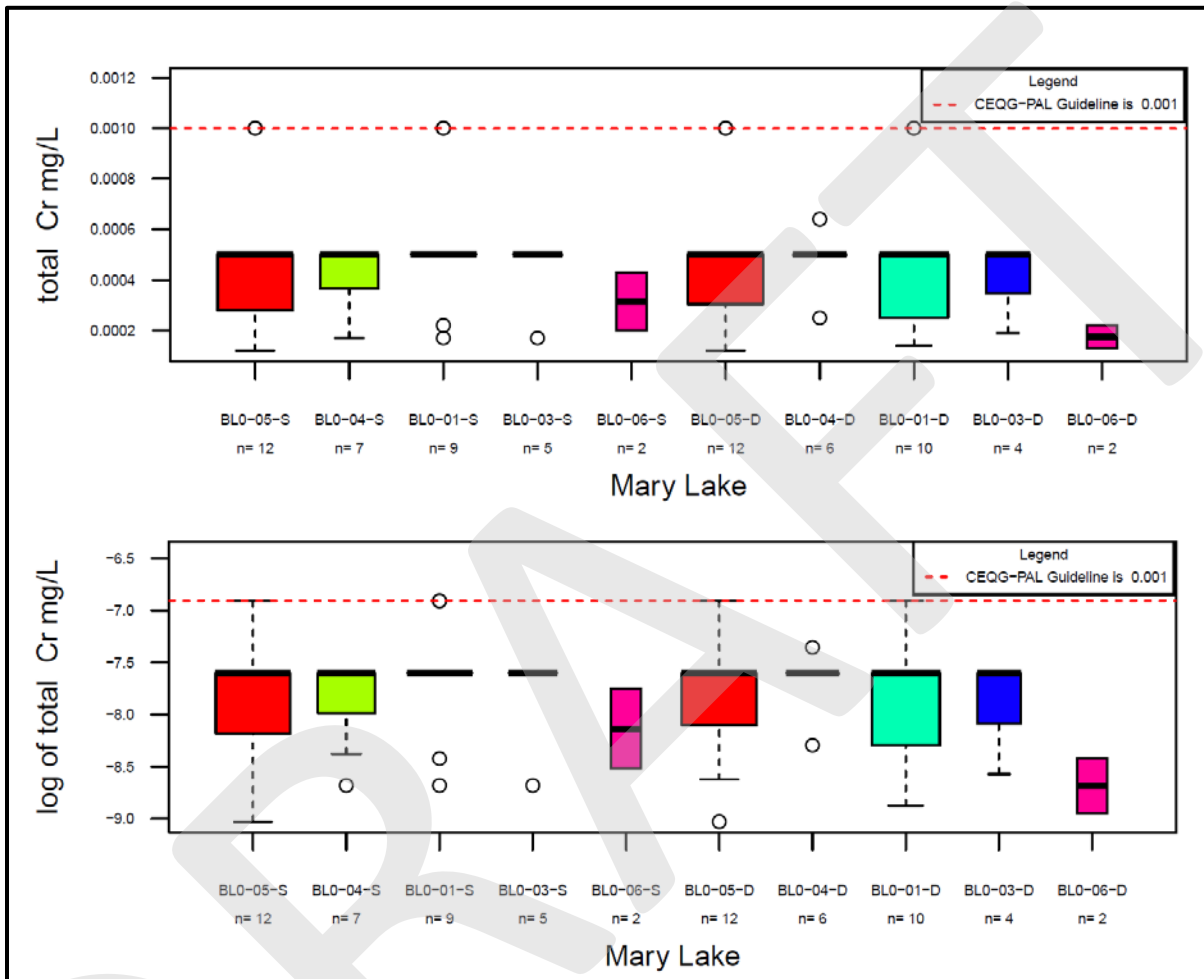 Legend
CEQG-PAL Guideline is 0.001
total Cr mg/L
0.0012
0.0010
0.0008
0.0006
0.0004
0.0002
BL0-05-S BL0-04-S BL0-01-S BL0-03-S BL0-06-S BL0-05-D BL0-04-D BL0-01-D BL0-03-D BL0-06-D
n= 12 n= 7 n= 9 n= 5 n= 2 n= 12 n= 6 n= 10 n= 4 n= 2
Mary Lake
Legend
CEQG-PAL Guideline is 0.001
log of total Cr mg/L
-6.5
-7.0
-7.5
-8.0
-8.5
-9.0
BL0-05-S BL0-04-S BL0-01-S BL0-03-S BL0-06-S BL0-05-D BL0-04-D BL0-01-D BL0-03-D BL0-06-D
n= 12 n= 7 n= 9 n= 5 n= 2 n= 12 n= 6 n= 10 n= 4 n= 2
Mary Lake
DRAFT